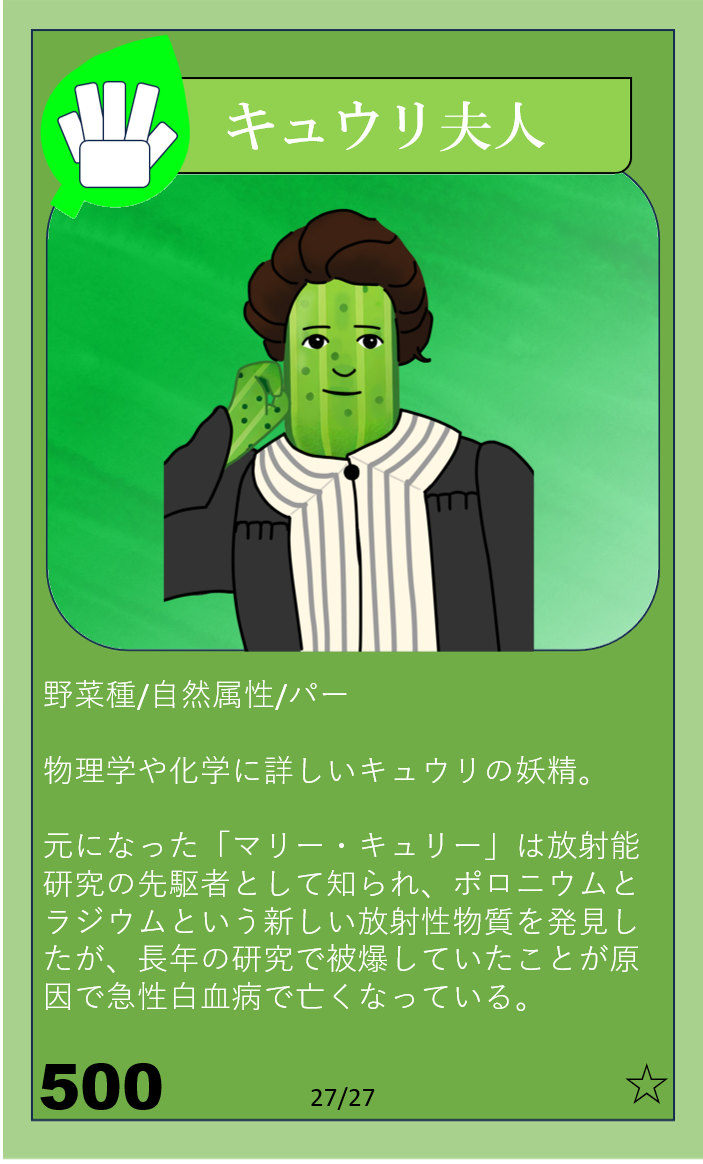 キュウリ夫人
野菜種/自然属性/パー
物理学や化学に詳しいキュウリの妖精。
元になった「マリー・キュリー」は放射能
研究の先駆者として知られ、ポロニウムと
ラジウムという新しい放射性物質を発見し
たが、長年の研究で被爆していたことが原
因で急性白血病で亡くなっている。
500
27/27
☆